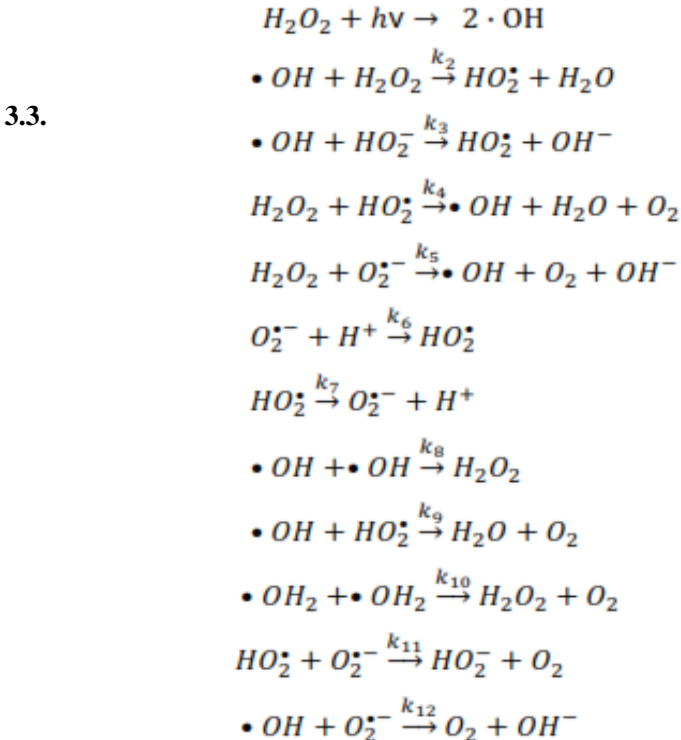 H₂O₂ + hv → 2 · OH
• OH + H₂O₂ →^{k₂} HO₂• + H₂O
3.3.
• OH + HO₂⁻ →^{k₃} HO₂• + OH⁻
H₂O₂ + HO₂• →^{k₄} • OH + H₂O + O₂
H₂O₂ + O₂•⁻ →^{k₅} • OH + O₂ + OH⁻
O₂•⁻ + H⁺ →^{k₆} HO₂•
HO₂• →^{k₇} O₂•⁻ + H⁺
• OH +• OH →^{k₈} H₂O₂
• OH + HO₂• →^{k₉} H₂O + O₂
• OH₂ +• OH₂ →^{k₁₀} H₂O₂ + O₂
HO₂• + O₂•⁻ →^{k₁₁} HO₂⁻ + O₂
• OH + O₂•⁻ →^{k₁₂} O₂ + OH⁻